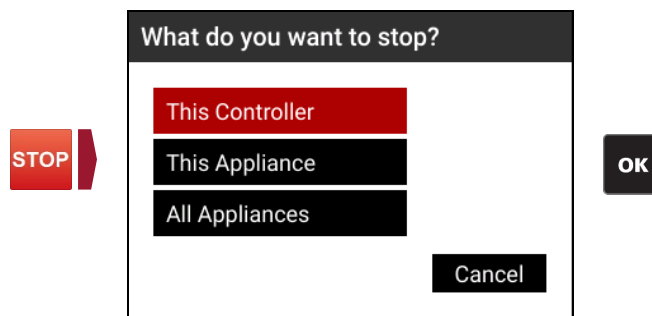 What do you want to stop?
This Controller
STOP
This Appliance
OK
All Appliances
Cancel